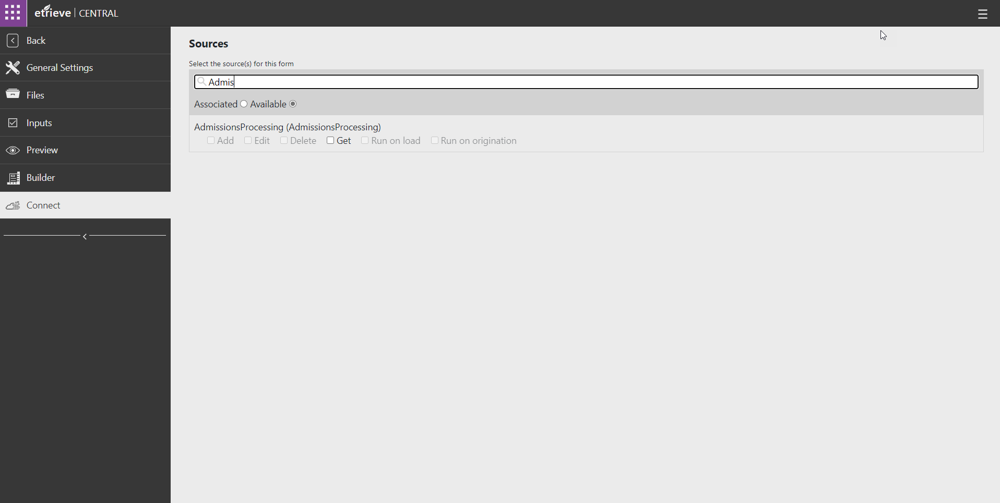 etrieve | CENTRAL
Back
General Settings
Files
Inputs
Preview
Builder
Connect
Sources
Select the source(s) for this form
Admis
Associated Available
AdmissionsProcessing (AdmissionsProcessing)
Add Edit Delete Get Run on load Run on origination